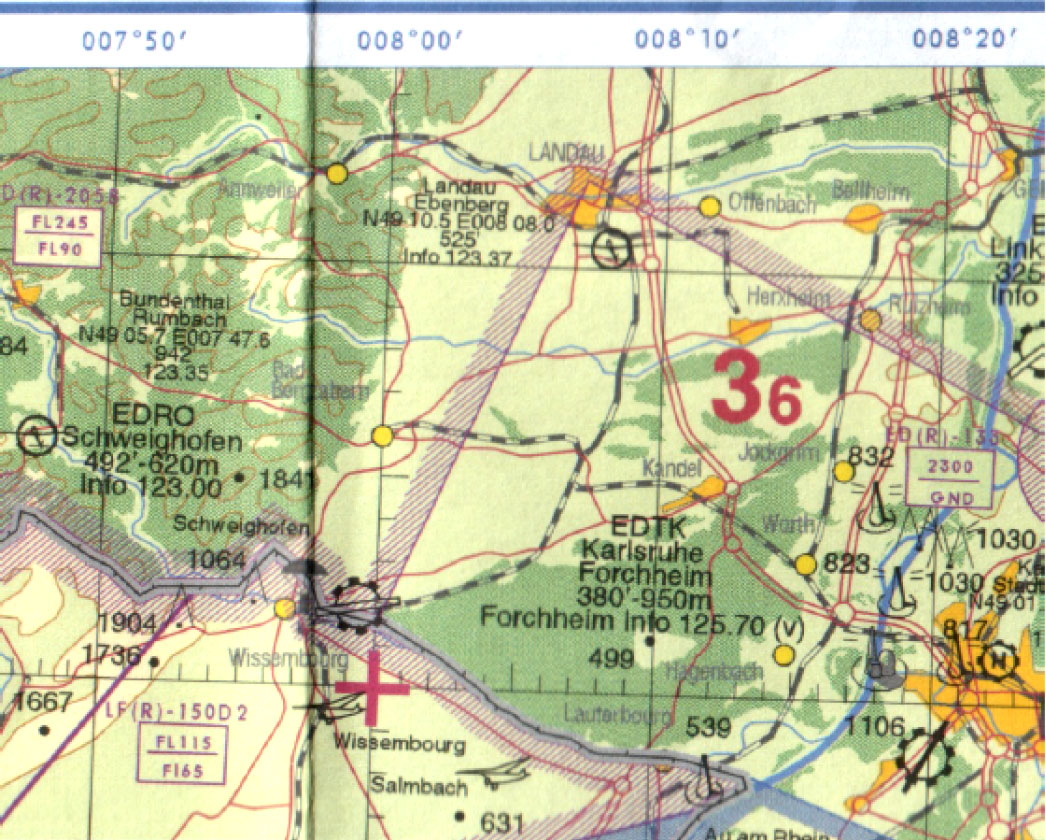 007°50′
008°00′
008°10′
008°20′
LANDAU
D(R)-205B
FL245
FL90
Annweiler
Landau
Ebenberg
N49 10.5 E008 08.0
525'
Info 123.37
Offenbach
Bellheim
Link
325
Info
Bundenthal
Rumbach
N49 05.7 E007 47.6
942
123.35
84
Herxheim
Rülzheim
Bad
Bergzabern
36
EDRO
Schweighofen
492'-620m
Info 123.00
1841
Kandel
Jockgrim
832
ED(R)-135
2300
GND
Schweighofen
1064
EDTK
Karlsruhe
Forchheim
380'-950m
Forchheim Info 125.70 (v)
Wörth
823
1030
1030
N49 01
817
1904
1736
Wissembourg
499
Hagenbach
N
1667
LF(R)-150D2
FL115
Fl65
Lauterbourg
539
1106
Wissembourg
Salmbach
631
Au am Rhein